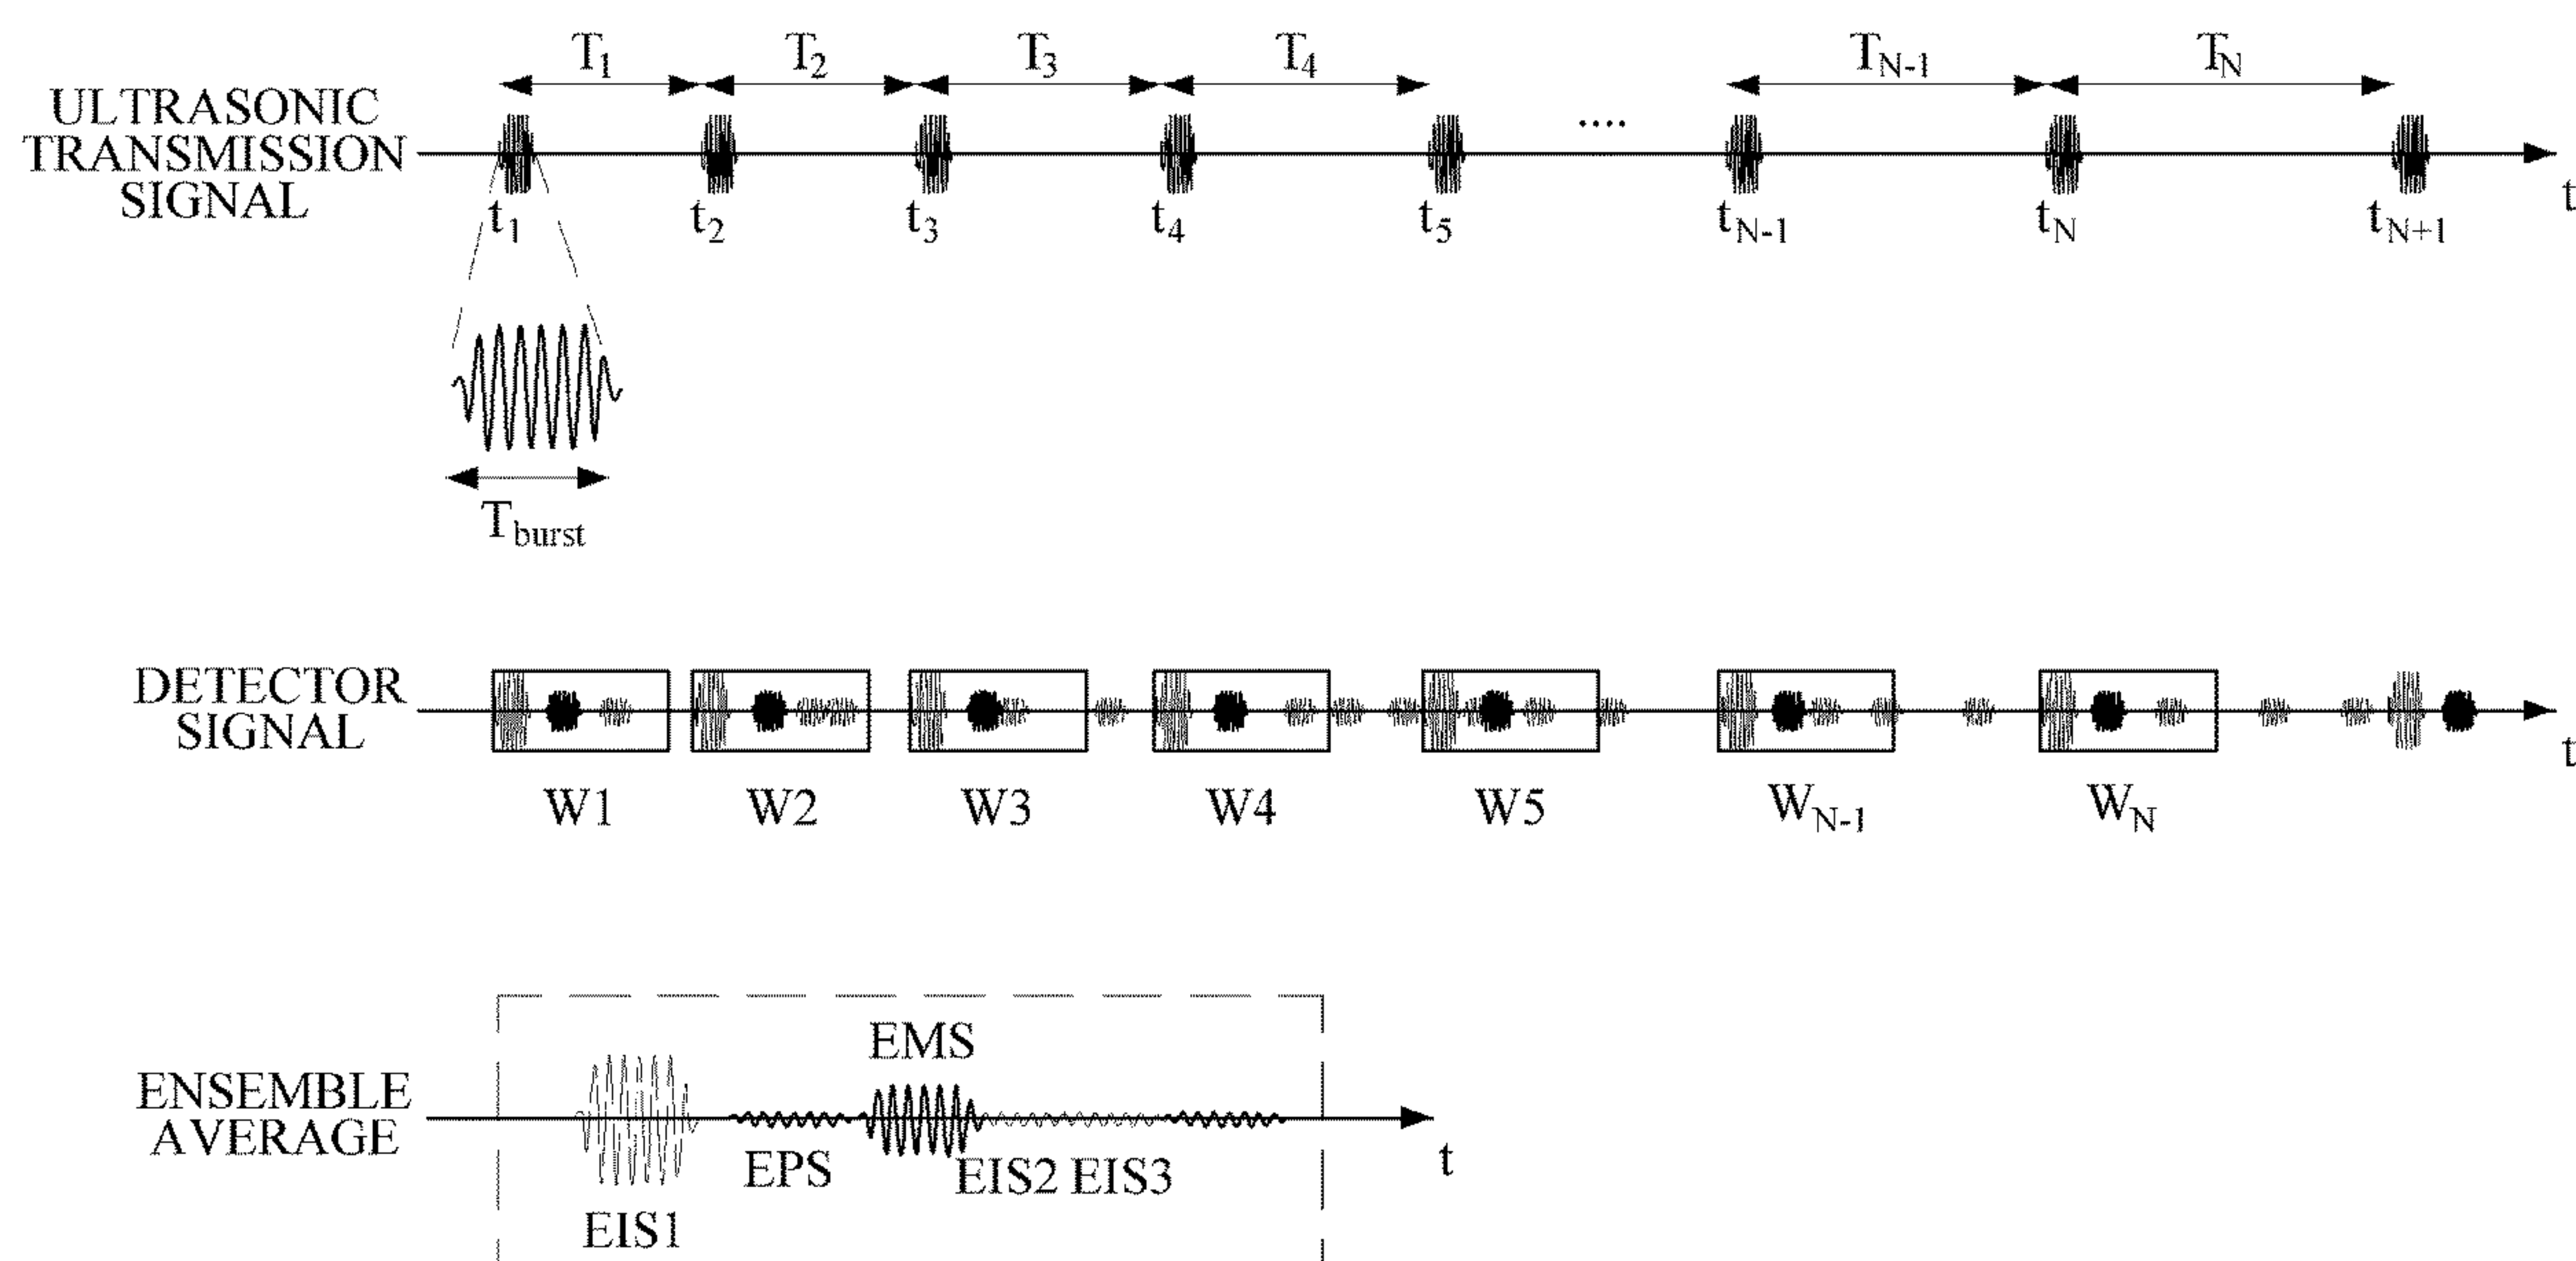 T1 T2 T3 T4 TN-1 TN
ULTRASONIC
TRANSMISSION
SIGNAL
....
t
t1 t2 t3 t4 t5 tN-1 tN tN+1
Tburst
DETECTOR
SIGNAL
t
W1 W2 W3 W4 W5 WN-1 WN
EMS
ENSEMBLE
AVERAGE
t
EPS EIS2 EIS3
EIS1